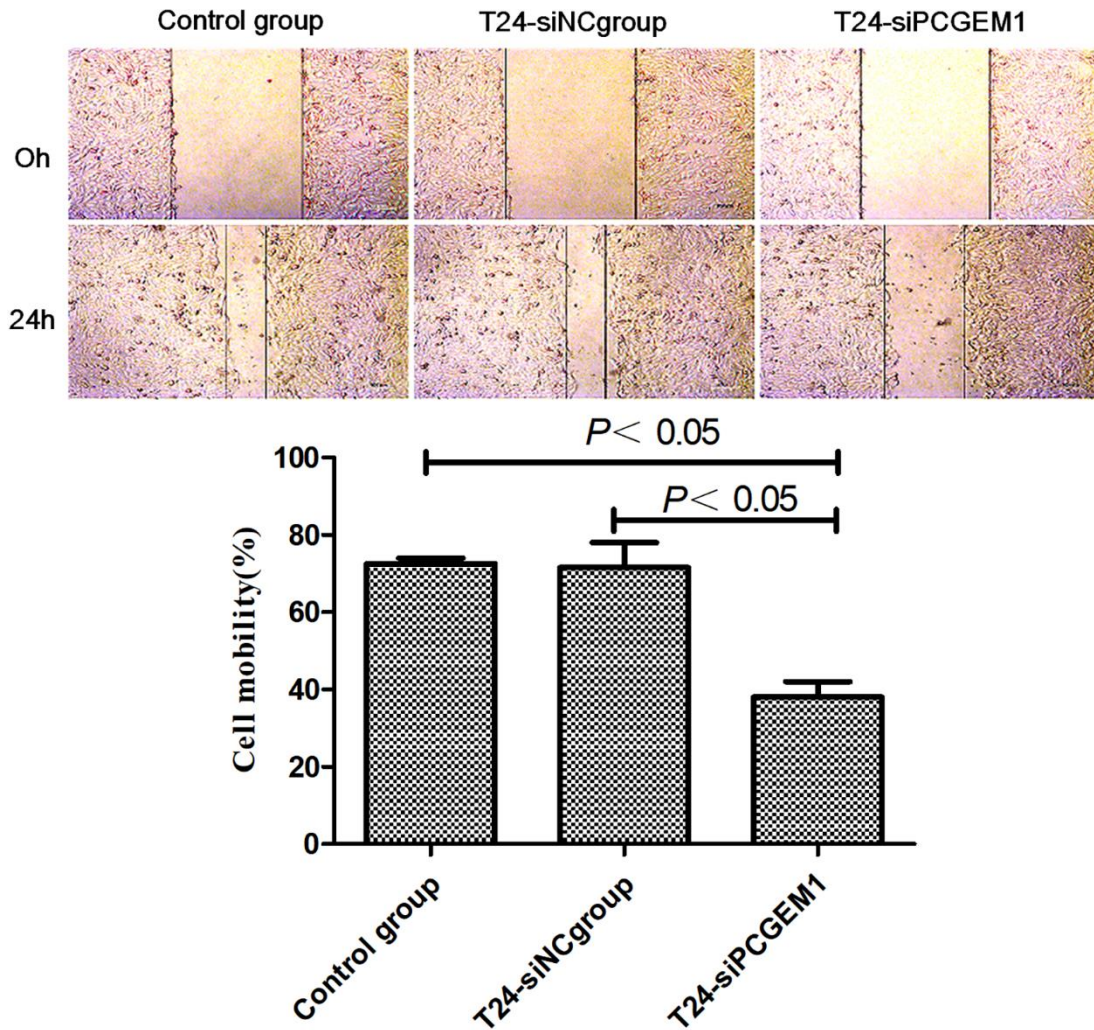 Control group T24-siNCgroup T24-siPCGEM1
Oh
24h
P< 0.05
P< 0.05
100
80
60
40
20
0
Cell mobility(%)
Control group
T24-siNCgroup
T24-siPCGEM1